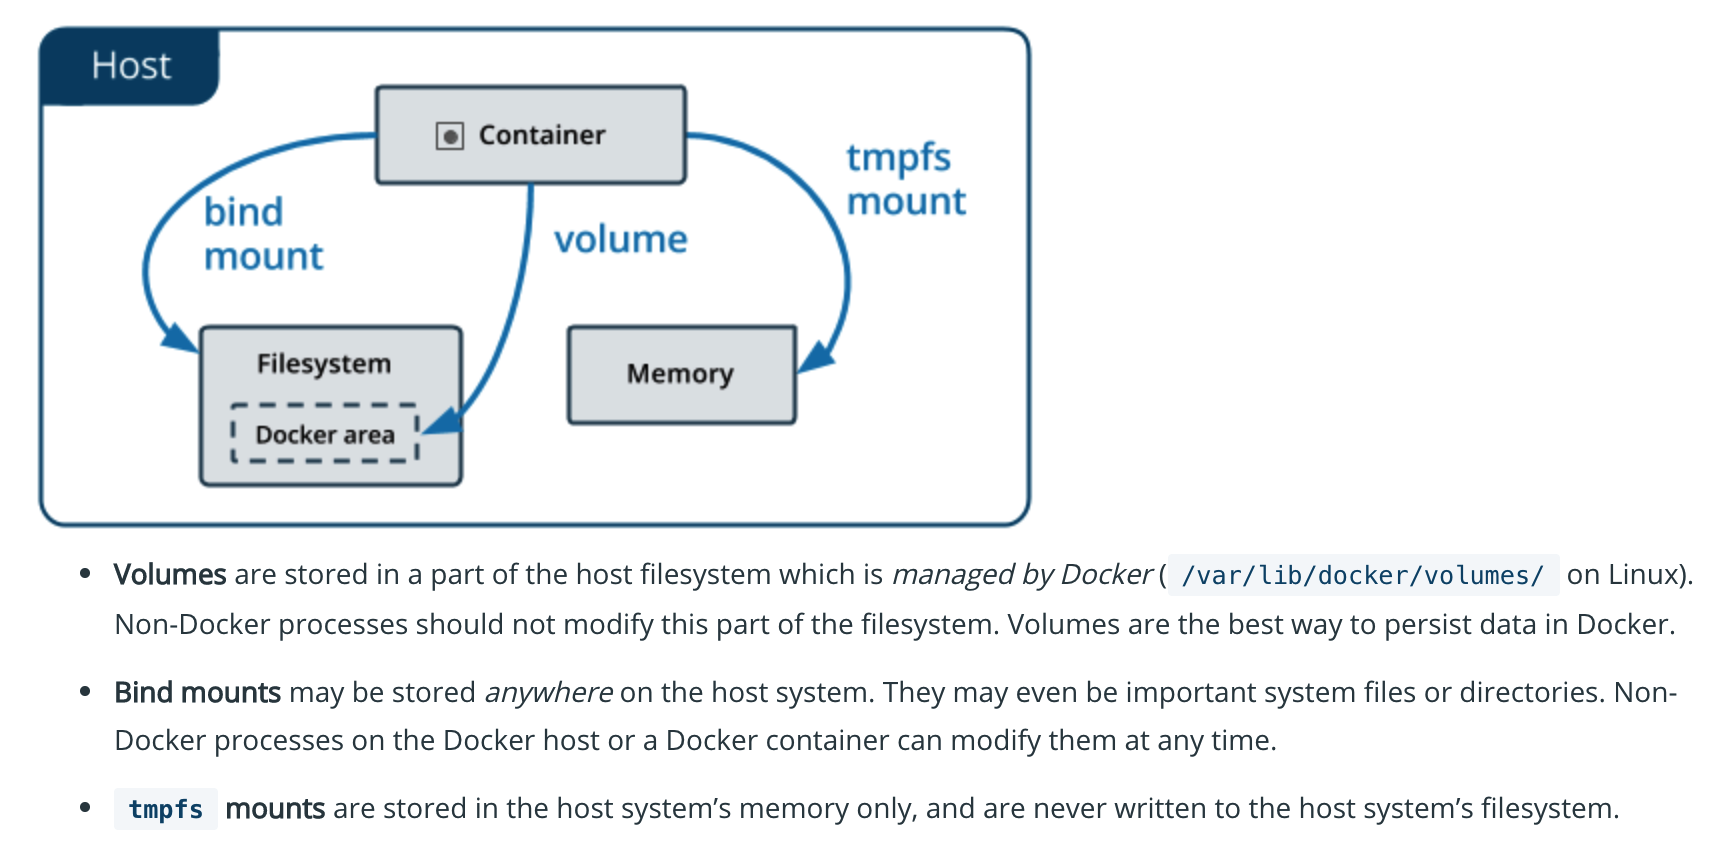 Host
Container
bind
mount
volume
tmpfs
mount
Filesystem
Docker area
Memory
Volumes are stored in a part of the host filesystem which is managed by Docker ( /var/lib/docker/volumes/ on Linux).
Non-Docker processes should not modify this part of the filesystem. Volumes are the best way to persist data in Docker.
Bind mounts may be stored anywhere on the host system. They may even be important system files or directories. Non-
Docker processes on the Docker host or a Docker container can modify them at any time.
tmpfs mounts are stored in the host system’s memory only, and are never written to the host system’s filesystem.